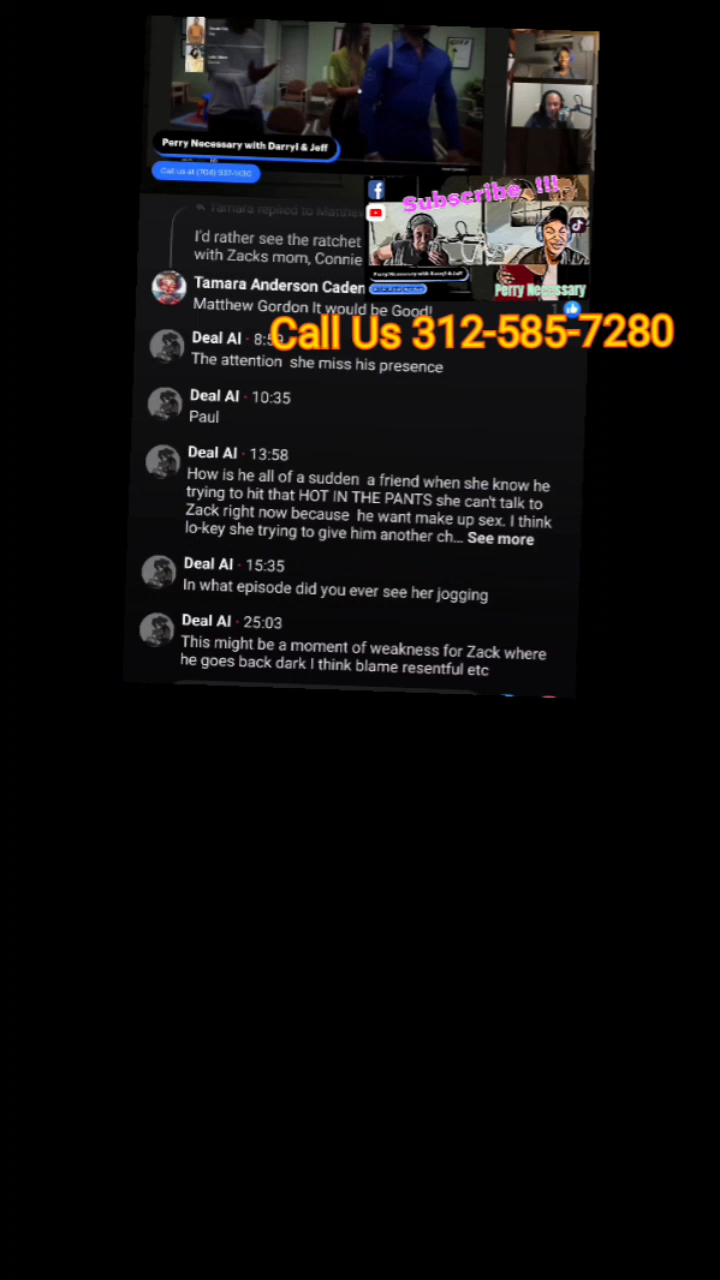 Perry Necessary with Darryl & Jeff
Subscribe !!!
I'd rather see the ratchet
with Zacks mom, Connie
Perry Necessary with Darryl & Jeff
Perry Necessary
Tamara Anderson Caden
Matthew Gordon It would be Good!
Call Us 312-585-7280
Deal Al
The attention she miss his presence
Deal Al · 10:35
Paul
Deal Al · 13:58
How is he all of a sudden a friend when she know he
trying to hit that HOT IN THE PANTS she can't talk to
Zack right now because he want make up sex. I think
lo-key she trying to give him another ch... See more
Deal Al · 15:35
In what episode did you ever see her jogging
Deal Al · 25:03
This might be a moment of weakness for Zack where
he goes back dark I think blame resentful etc